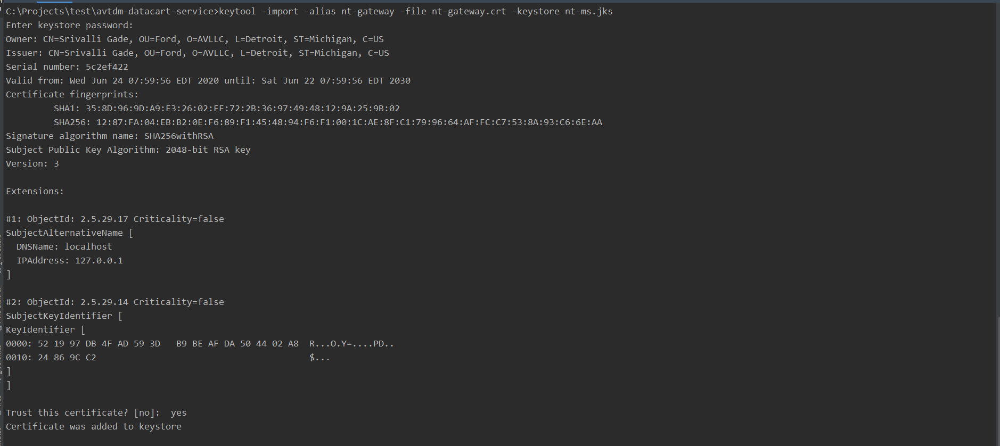 C:\Projects\test\avtdm-datacart-service>keytool -import -alias nt-gateway -file nt-gateway.crt -keystore nt-ms.jks
Enter keystore password:
Owner: CN=Srivalli Gade, OU=Ford, O=AVLLC, L=Detroit, ST=Michigan, C=US
Issuer: CN=Srivalli Gade, OU=Ford, O=AVLLC, L=Detroit, ST=Michigan, C=US
Serial number: 5c2ef422
Valid from: Wed Jun 24 07:59:56 EDT 2020 until: Sat Jun 22 07:59:56 EDT 2030
Certificate fingerprints:
SHA1: 35:8D:96:9D:A9:E3:26:02:FF:72:2B:36:97:49:48:12:9A:25:9B:02
SHA256: 12:87:FA:04:EB:B2:0E:F6:89:F1:45:48:94:F6:F1:00:1C:AE:8F:C1:79:96:64:AF:FC:C7:53:8A:93:C6:6E:AA
Signature algorithm name: SHA256withRSA
Subject Public Key Algorithm: 2048-bit RSA key
Version: 3
Extensions:
#1: ObjectId: 2.5.29.17 Criticality=false
SubjectAlternativeName [
DNSName: localhost
IPAddress: 127.0.0.1
]
#2: ObjectId: 2.5.29.14 Criticality=false
SubjectKeyIdentifier [
KeyIdentifier [
0000: 52 19 97 DB 4F AD 59 3D   B9 BE AF DA 50 44 02 A8  R...O.Y=....PD..
0010: 24 86 9C C2                                        $...
]
]
Trust this certificate? [no]:  yes
Certificate was added to keystore